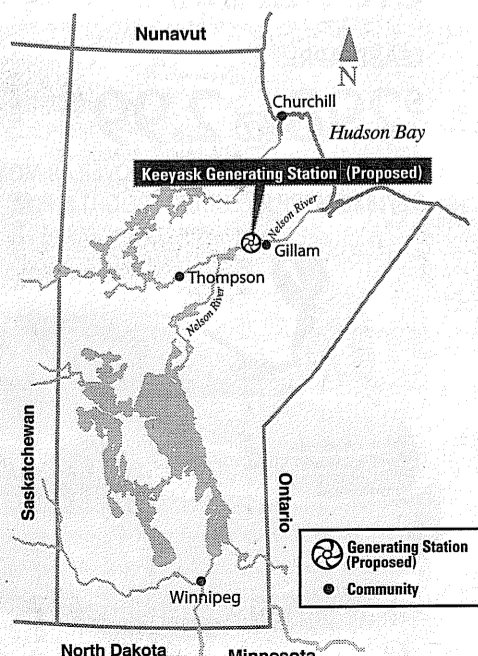 Nunavut
N
Churchill
Hudson Bay
Keeyask Generating Station (Proposed)
Nelson River
Gillam
Thompson
Nelson River
Saskatchewan
Ontario
Generating Station
(Proposed)
Community
Winnipeg
North Dakota
Minnesota